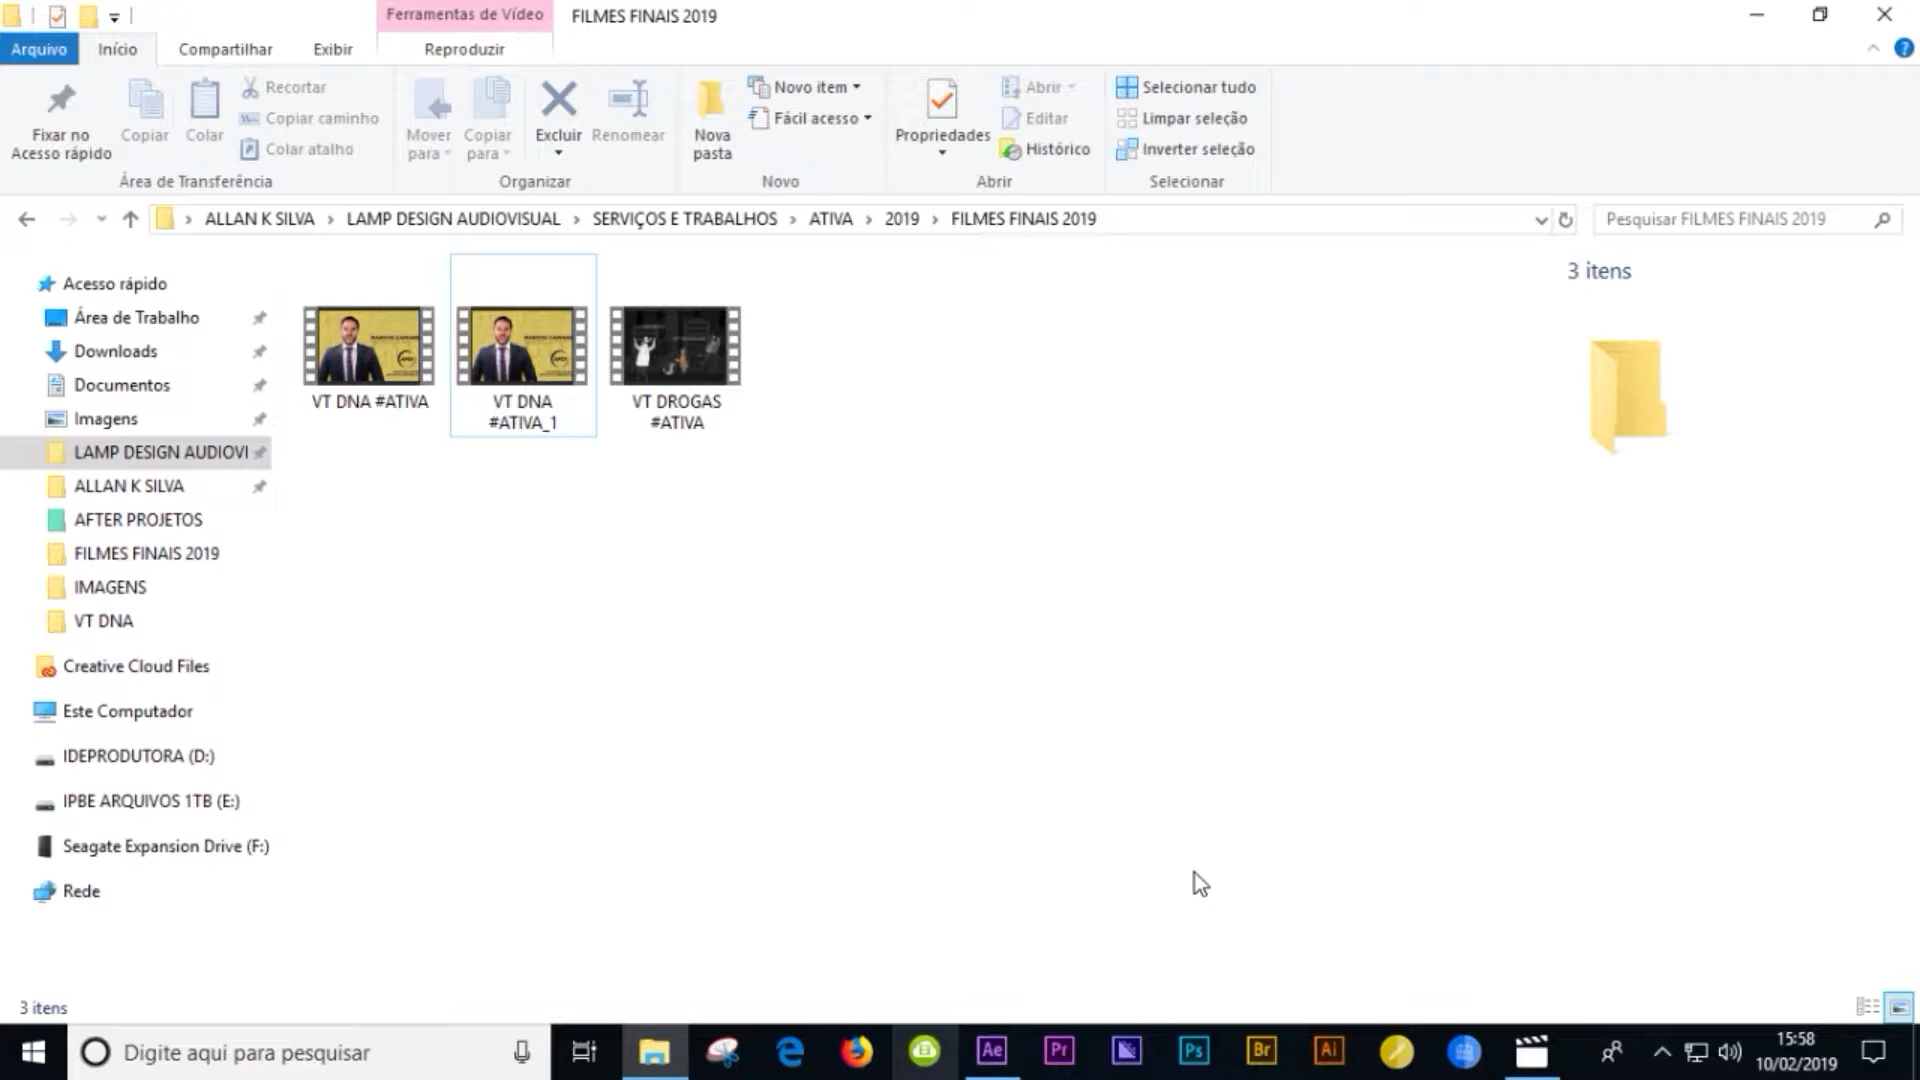 Ferramentas de Vídeo
FILMES FINAIS 2019
Arquivo
Início
Compartilhar
Exibir
Reproduzir
Fixar no
Acesso rápido
Copiar
Colar
Recortar
Copiar caminho
Colar atalho
Área de Transferência
Mover
para
Copiar
para
Excluir
Renomear
Organizar
Nova
pasta
Novo item
Fácil acesso
Novo
Propriedades
Abrir
Editar
Histórico
Abrir
Selecionar tudo
Limpar seleção
Inverter seleção
Selecionar
ALLAN K SILVA › LAMP DESIGN AUDIOVISUAL › SERVIÇOS E TRABALHOS › ATIVA › 2019 › FILMES FINAIS 2019
Pesquisar FILMES FINAIS 2019
Acesso rápido
Área de Trabalho
Downloads
Documentos
Imagens
LAMP DESIGN AUDIOVI
ALLAN K SILVA
AFTER PROJETOS
FILMES FINAIS 2019
IMAGENS
VT DNA
Creative Cloud Files
Este Computador
IDEPRODUTORA (D:)
IPBE ARQUIVOS 1TB (E:)
Seagate Expansion Drive (F:)
Rede
VT DNA #ATIVA
VT DNA
#ATIVA_1
VT DROGAS
#ATIVA
3 itens
3 itens
Digite aqui para pesquisar
Ae
Pr
Ps
Br
Ai
15:58
10/02/2019